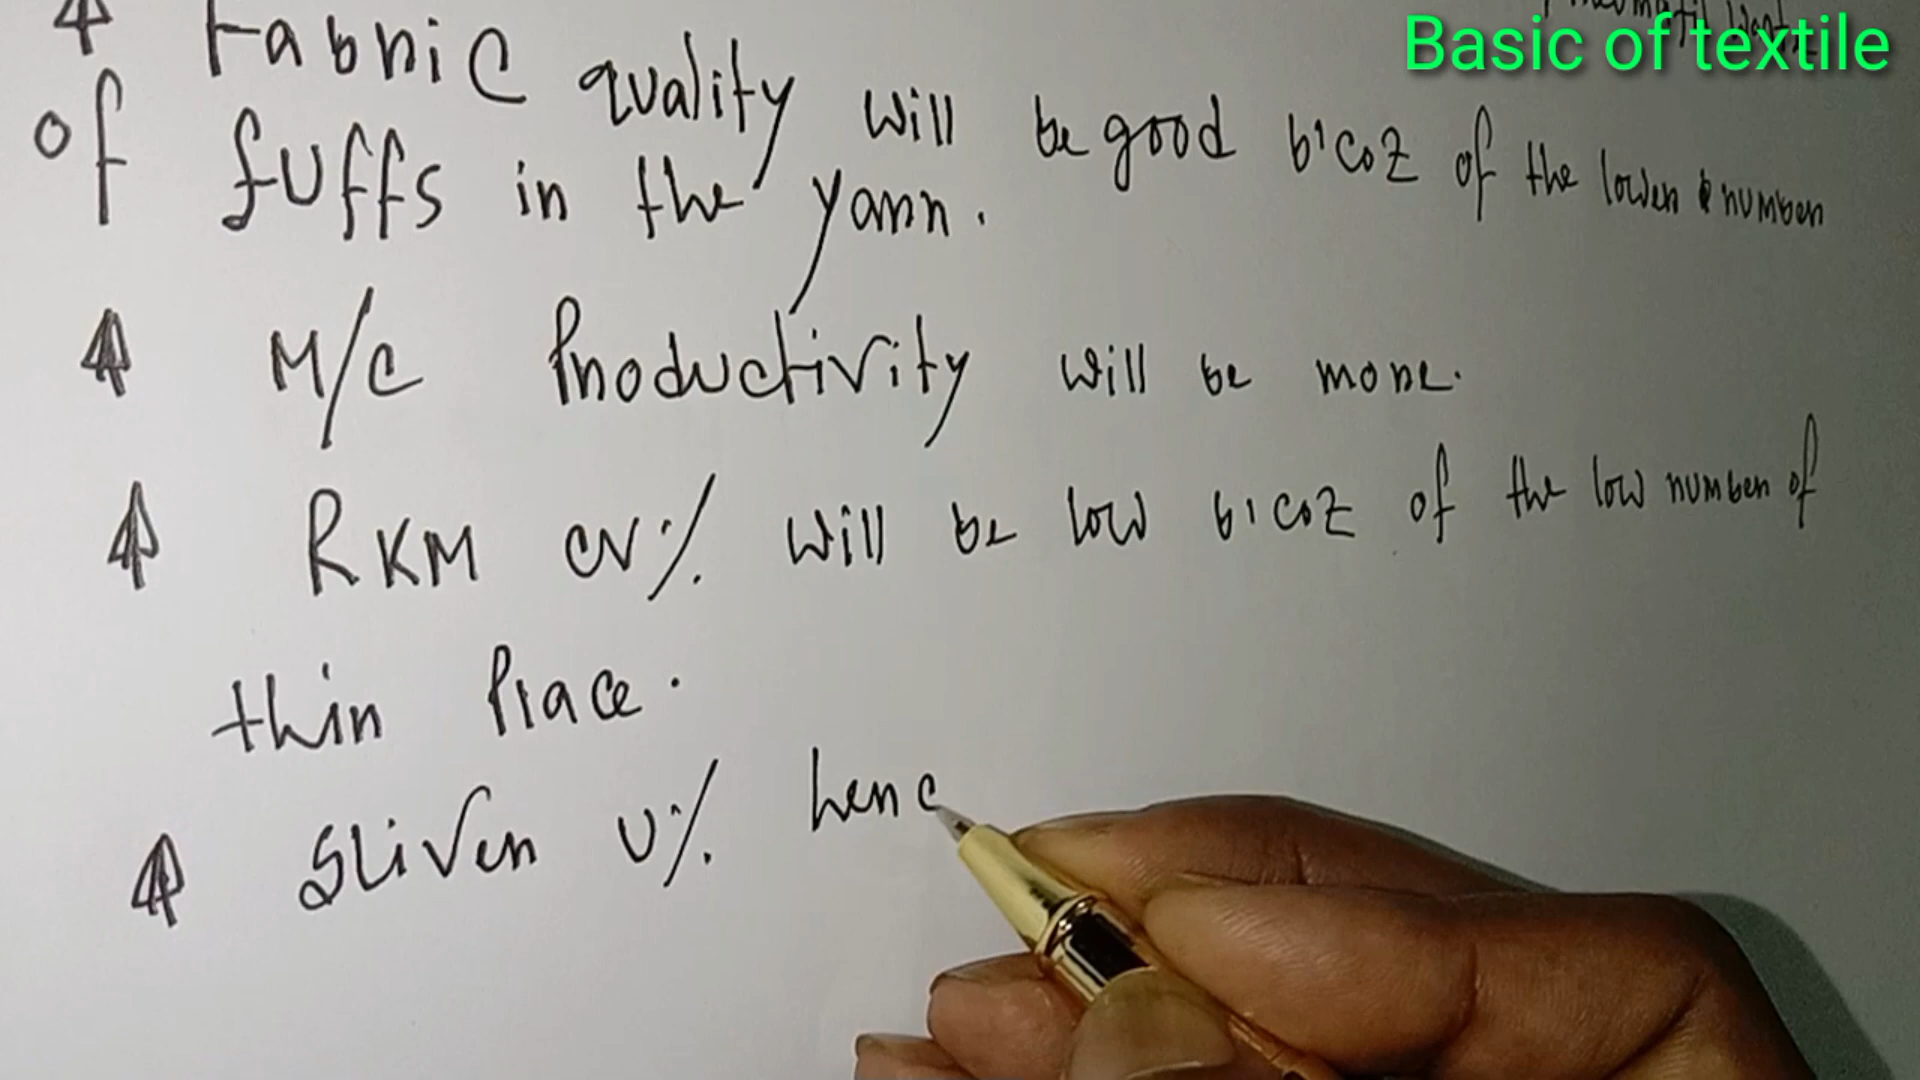 Basic of textile
Fabric quality will be good b'coz of the lower number
of fuffs in the yarn.
M/C Productivity will be more.
RKM CV% will be low b'coz of the low number of
thin Place.
Sliver U% henc